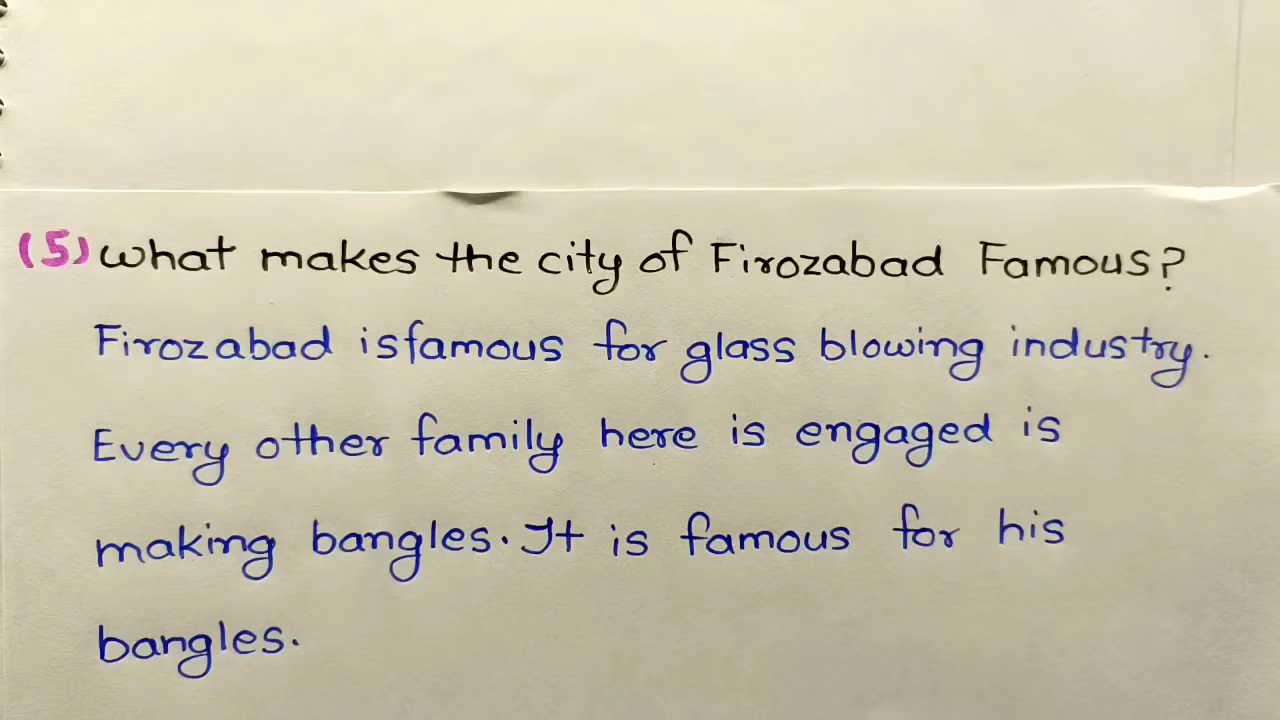 (5) What makes the city of Firozabad Famous?
Firozabad isfamous for glass blowing industry.
Every other family here is engaged is
making bangles. It is famous for his
bangles.